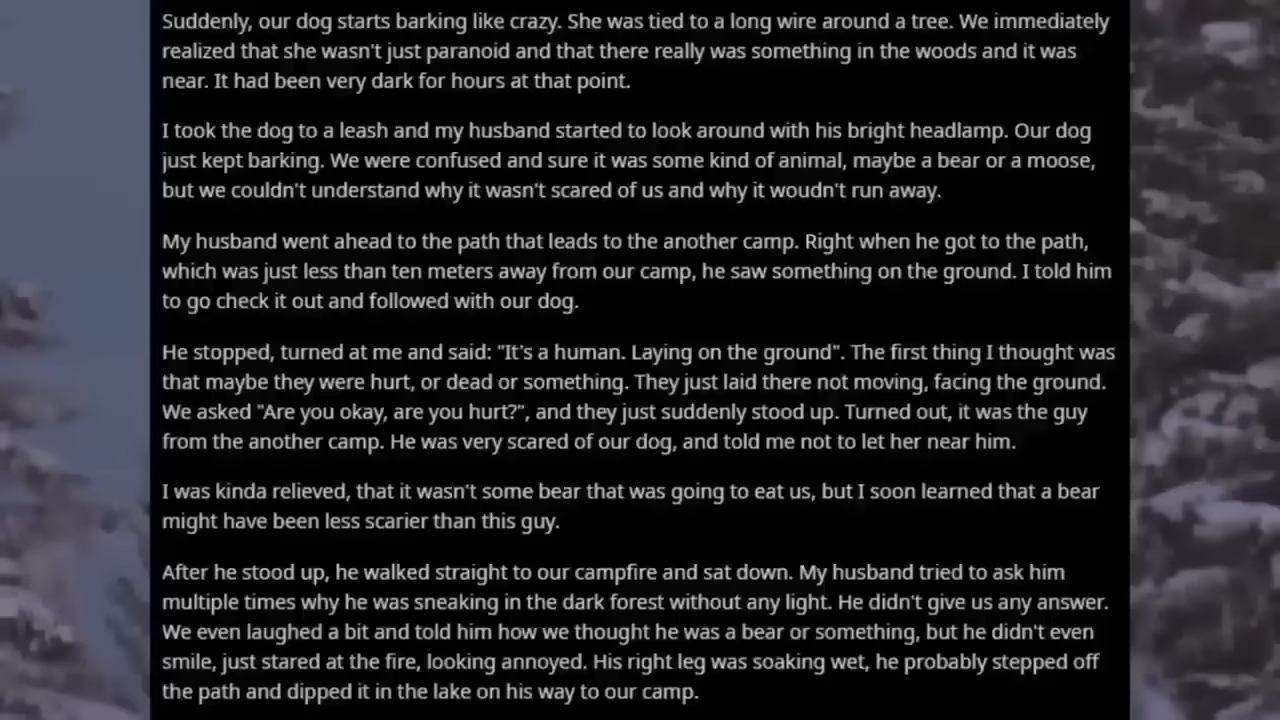 Suddenly, our dog starts barking like crazy. She was tied to a long wire around a tree. We immediately
realized that she wasn't just paranoid and that there really was something in the woods and it was
near. It had been very dark for hours at that point.
I took the dog to a leash and my husband started to look around with his bright headlamp. Our dog
just kept barking. We were confused and sure it was some kind of animal, maybe a bear or a moose,
but we couldn't understand why it wasn't scared of us and why it woudn't run away.
My husband went ahead to the path that leads to the another camp. Right when he got to the path,
which was just less than ten meters away from our camp, he saw something on the ground. I told him
to go check it out and followed with our dog.
He stopped, turned at me and said: "It's a human. Laying on the ground". The first thing I thought was
that maybe they were hurt, or dead or something. They just laid there not moving, facing the ground.
We asked "Are you okay, are you hurt?", and they just suddenly stood up. Turned out, it was the guy
from the another camp. He was very scared of our dog, and told me not to let her near him.
I was kinda relieved, that it wasn't some bear that was going to eat us, but I soon learned that a bear
might have been less scarier than this guy.
After he stood up, he walked straight to our campfire and sat down. My husband tried to ask him
multiple times why he was sneaking in the dark forest without any light. He didn't give us any answer.
We even laughed a bit and told him how we thought he was a bear or something, but he didn't even
smile, just stared at the fire, looking annoyed. His right leg was soaking wet, he probably stepped off
the path and dipped it in the lake on his way to our camp.